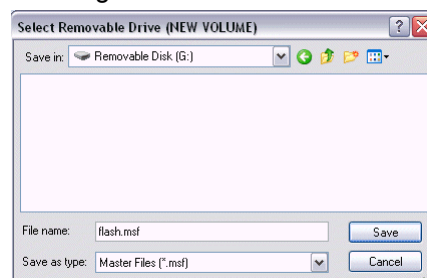 Select Removable Drive (NEW VOLUME)
Save in: Removable Disk (G:)
File name: flash.msf Save
Save as type: Master Files (*.msf) Cancel